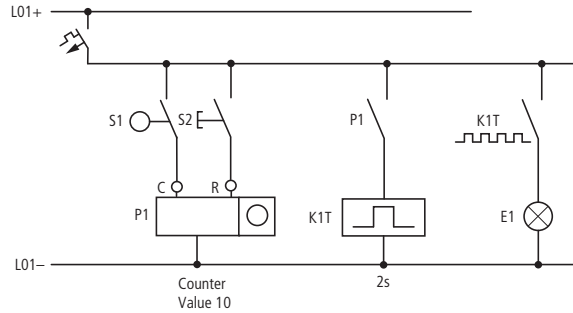 L01+
S1
S2
P1
K1T
C
R
P1
K1T
E1
L01–
Counter
Value 10
2s